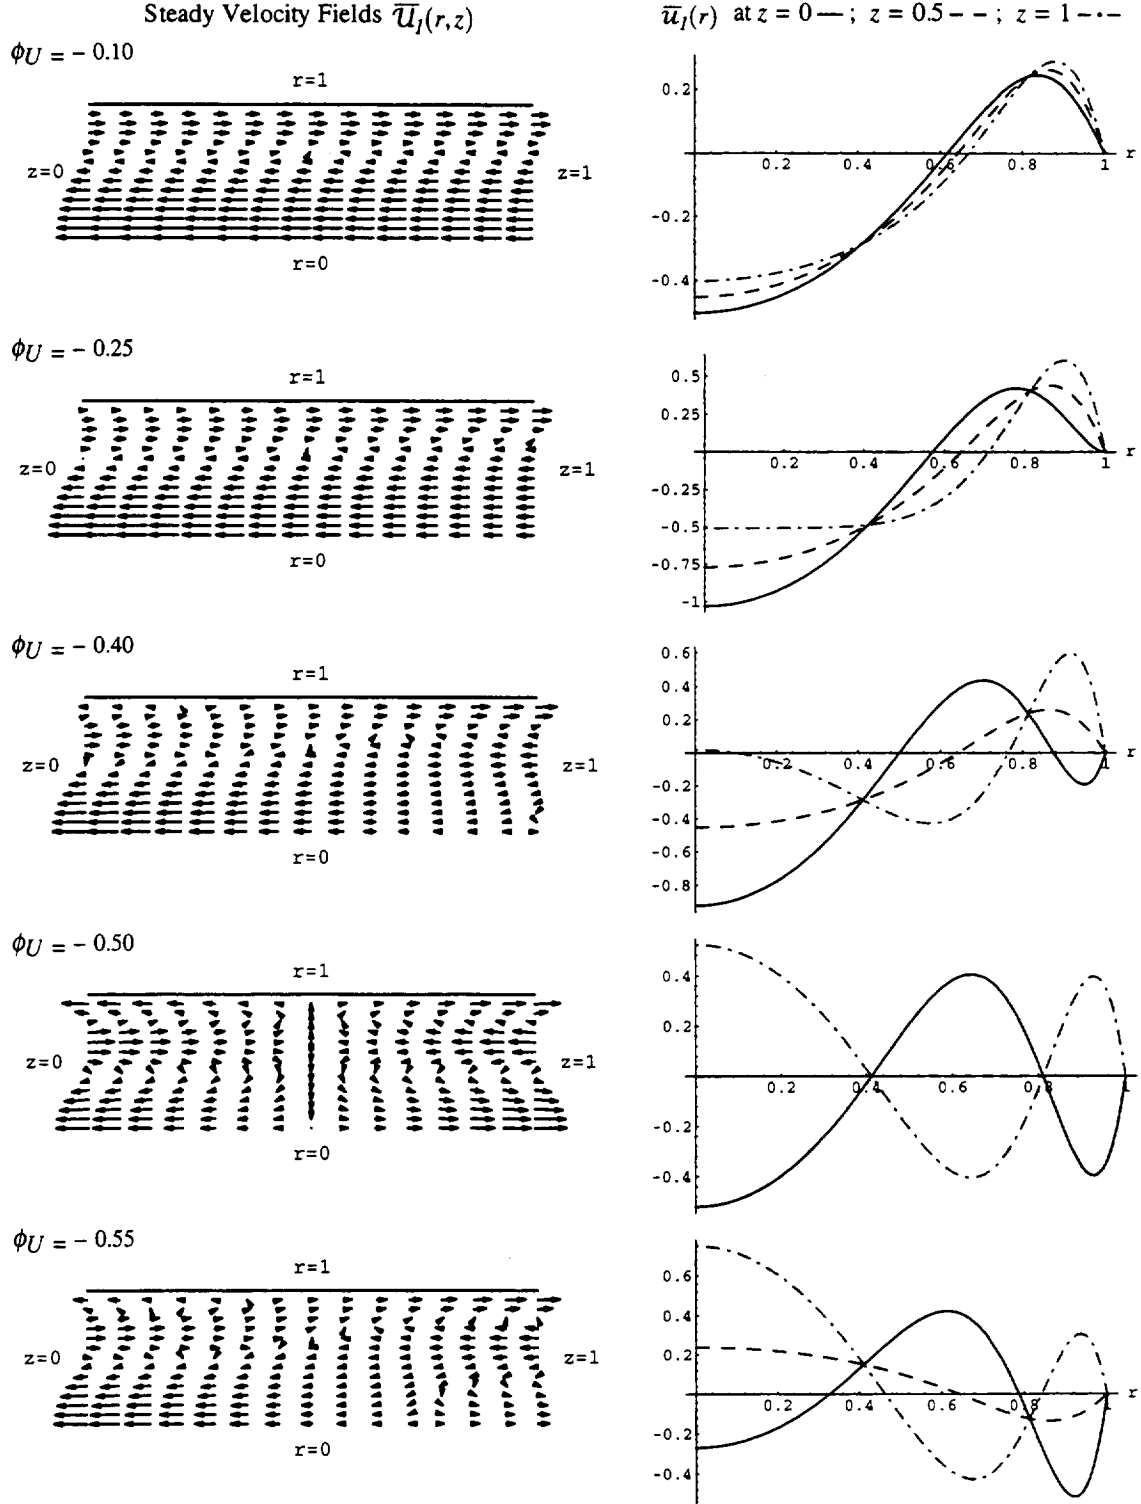 Steady Velocity Fields U̅_I(r,z)
u̅_I(r) at z = 0 — ; z = 0.5 – – ; z = 1 –·–
ϕU = − 0.10
r=1
z=0
z=1
r=0
0.2
-0.2
-0.4
0.2
0.4
0.6
0.8
1
r
ϕU = − 0.25
r=1
z=0
z=1
r=0
0.5
0.25
-0.25
-0.5
-0.75
-1
0.2
0.4
0.6
0.8
1
r
ϕU = − 0.40
r=1
z=0
z=1
r=0
0.6
0.4
0.2
-0.2
-0.4
-0.6
-0.8
0.2
0.4
0.6
0.8
1
r
ϕU = − 0.50
r=1
z=0
z=1
r=0
0.4
0.2
-0.2
-0.4
0.2
0.4
0.6
0.8
1
r
ϕU = − 0.55
r=1
z=0
z=1
r=0
0.6
0.4
0.2
-0.2
-0.4
0.2
0.4
0.6
0.8
1
r